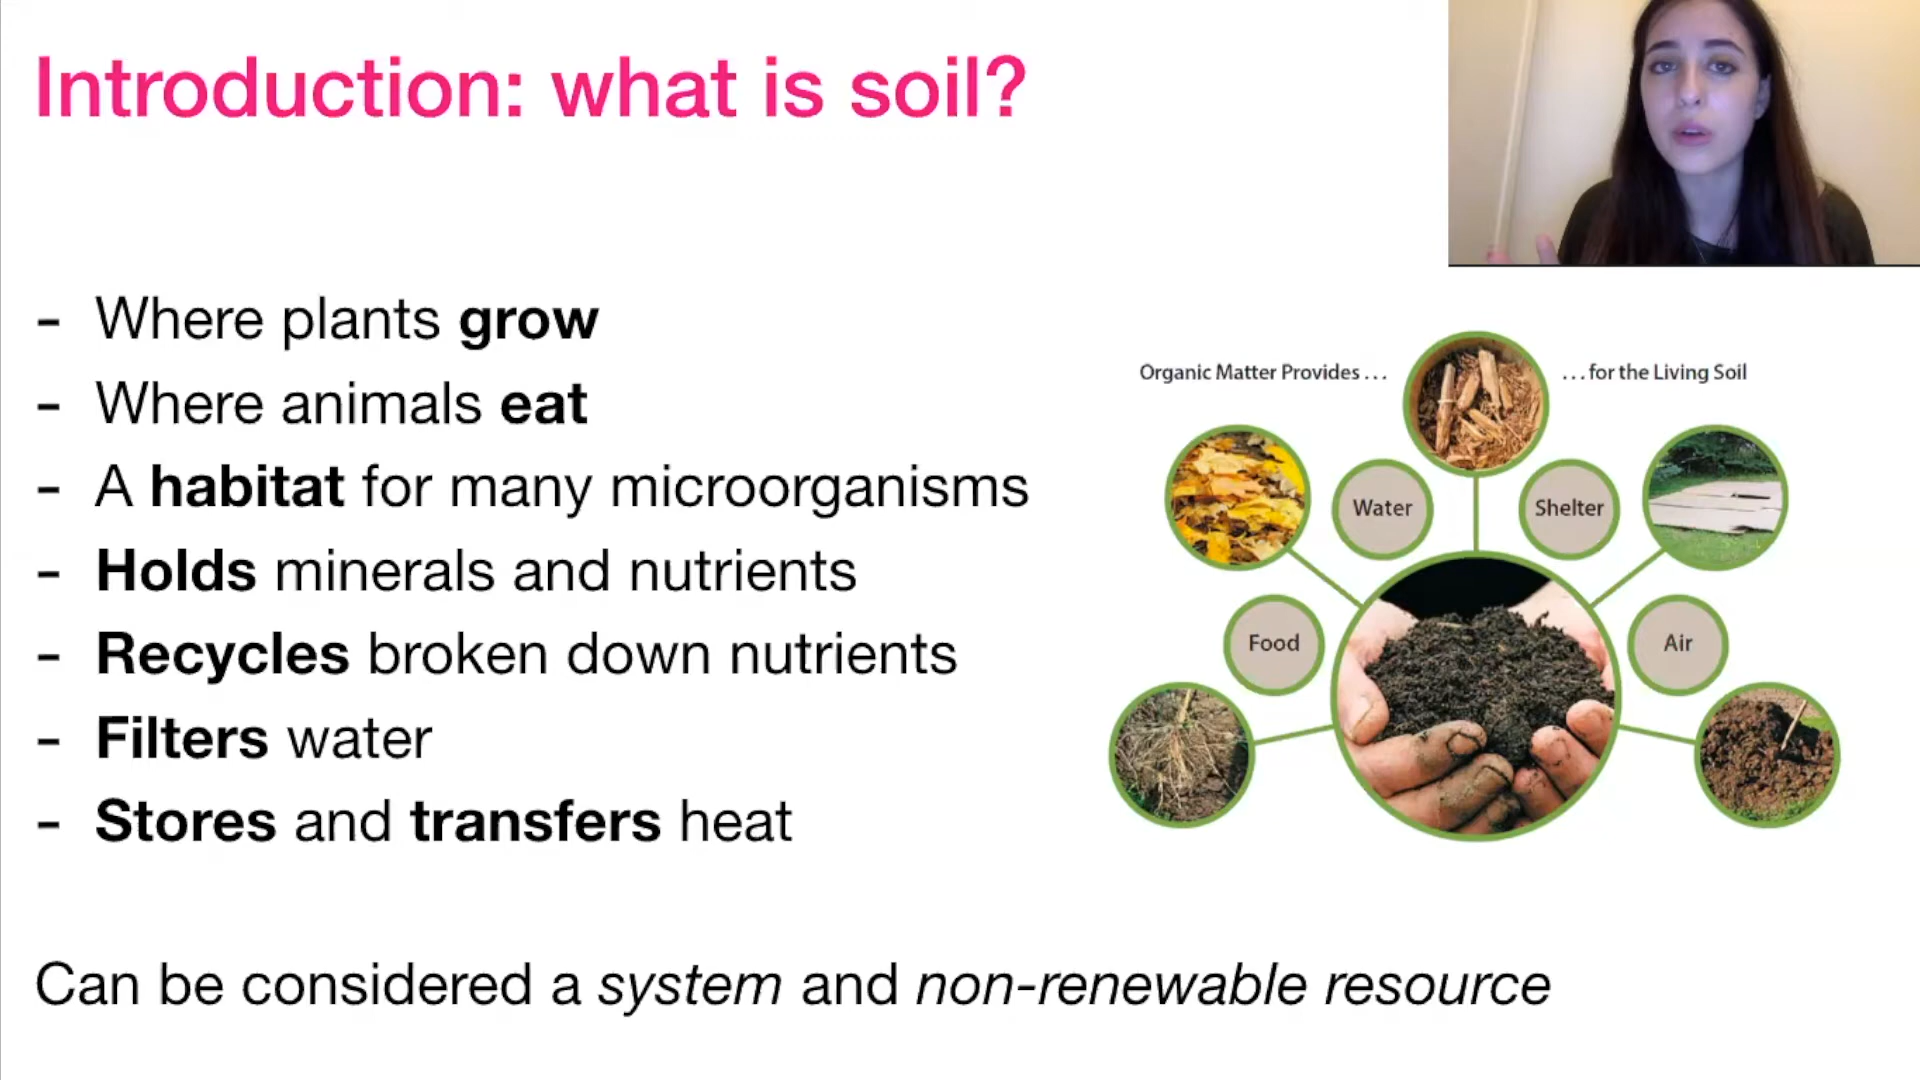 Introduction: what is soil?
- Where plants grow
- Where animals eat
- A habitat for many microorganisms
- Holds minerals and nutrients
- Recycles broken down nutrients
- Filters water
- Stores and transfers heat
Organic Matter Provides . . .
. . . for the Living Soil
Water
Shelter
Food
Air
Can be considered a system and non-renewable resource